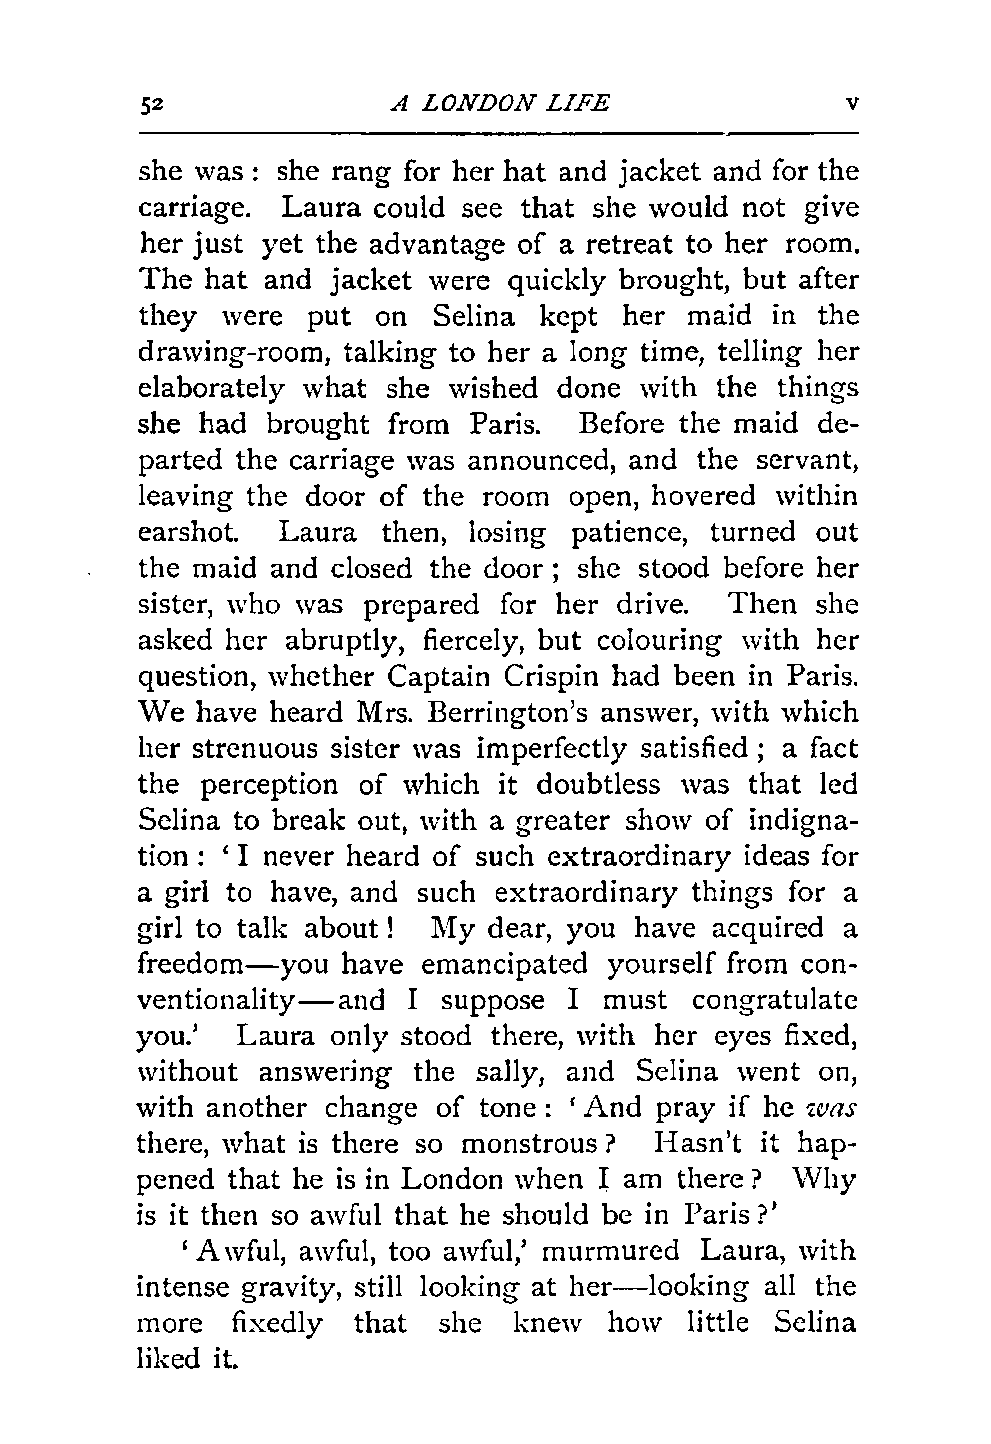 52 A LONDON LIFE v
she was : she rang for her hat and jacket and for the
carriage. Laura could see that she would not give
her just yet the advantage of a retreat to her room.
The hat and jacket were quickly brought, but after
they were put on Selina kept her maid in the
drawing-room, talking to her a long time, telling her
elaborately what she wished done with the things
she had brought from Paris. Before the maid de-
parted the carriage was announced, and the servant,
leaving the door of the room open, hovered within
earshot. Laura then, losing patience, turned out
the maid and closed the door ; she stood before her
sister, who was prepared for her drive. Then she
asked her abruptly, fiercely, but colouring with her
question, whether Captain Crispin had been in Paris.
We have heard Mrs. Berrington's answer, with which
her strenuous sister was imperfectly satisfied ; a fact
the perception of which it doubtless was that led
Selina to break out, with a greater show of indigna-
tion : ‘ I never heard of such extraordinary ideas for
a girl to have, and such extraordinary things for a
girl to talk about ! My dear, you have acquired a
freedom—you have emancipated yourself from con-
ventionality—and I suppose I must congratulate
you.’ Laura only stood there, with her eyes fixed,
without answering the sally, and Selina went on,
with another change of tone : ‘ And pray if he was
there, what is there so monstrous ? Hasn't it hap-
pened that he is in London when I am there ? Why
is it then so awful that he should be in Paris ?’
‘ Awful, awful, too awful,’ murmured Laura, with
intense gravity, still looking at her—looking all the
more fixedly that she knew how little Selina
liked it.